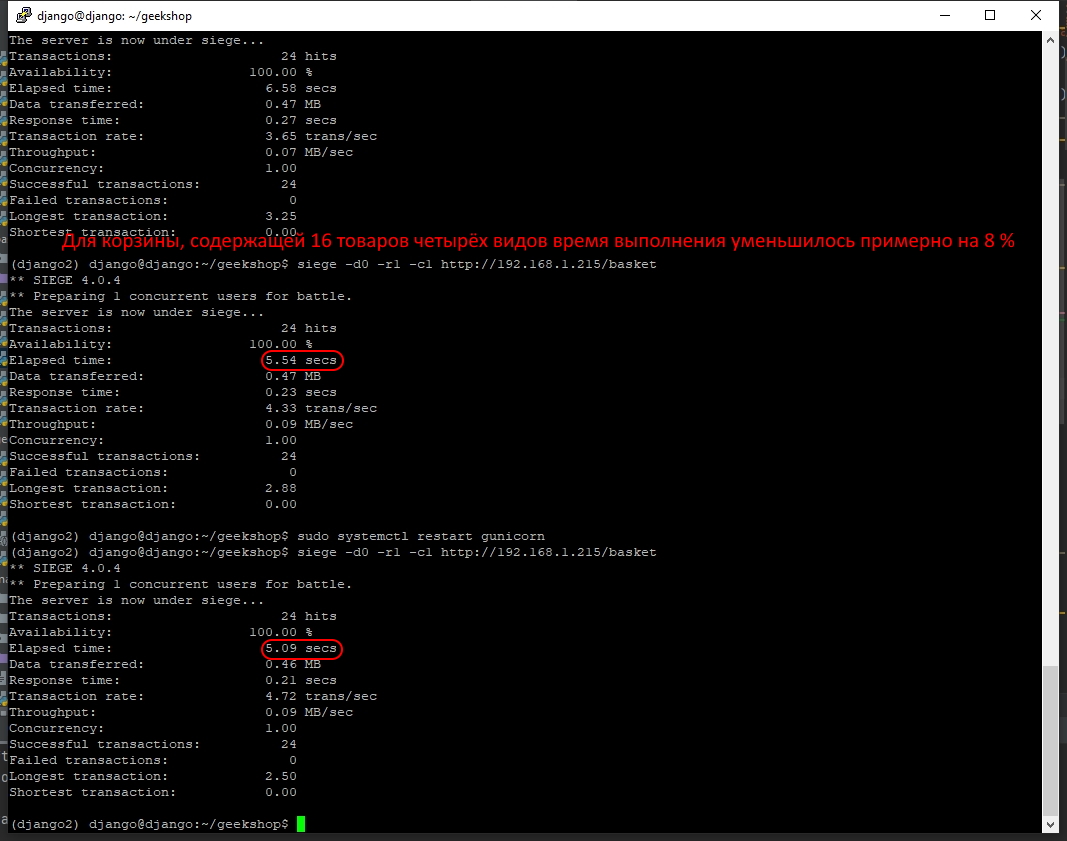 django@django: ~/geekshop
The server is now under siege...
Transactions: 24 hits
Availability: 100.00 %
Elapsed time: 6.58 secs
Data transferred: 0.47 MB
Response time: 0.27 secs
Transaction rate: 3.65 trans/sec
Throughput: 0.07 MB/sec
Concurrency: 1.00
Successful transactions: 24
Failed transactions: 0
Longest transaction: 3.25
Shortest transaction: 0.00
Для корзины, содержащей 16 товаров четырёх видов время выполнения уменьшилось примерно на 8 %
(django2) django@django:~/geekshop$ siege -d0 -r1 -c1 http://192.168.1.215/basket
** SIEGE 4.0.4
** Preparing 1 concurrent users for battle.
The server is now under siege...
Transactions: 24 hits
Availability: 100.00 %
Elapsed time: 5.54 secs
Data transferred: 0.47 MB
Response time: 0.23 secs
Transaction rate: 4.33 trans/sec
Throughput: 0.09 MB/sec
Concurrency: 1.00
Successful transactions: 24
Failed transactions: 0
Longest transaction: 2.88
Shortest transaction: 0.00
(django2) django@django:~/geekshop$ sudo systemctl restart gunicorn
(django2) django@django:~/geekshop$ siege -d0 -r1 -c1 http://192.168.1.215/basket
** SIEGE 4.0.4
** Preparing 1 concurrent users for battle.
The server is now under siege...
Transactions: 24 hits
Availability: 100.00 %
Elapsed time: 5.09 secs
Data transferred: 0.46 MB
Response time: 0.21 secs
Transaction rate: 4.72 trans/sec
Throughput: 0.09 MB/sec
Concurrency: 1.00
Successful transactions: 24
Failed transactions: 0
Longest transaction: 2.50
Shortest transaction: 0.00
(django2) django@django:~/geekshop$